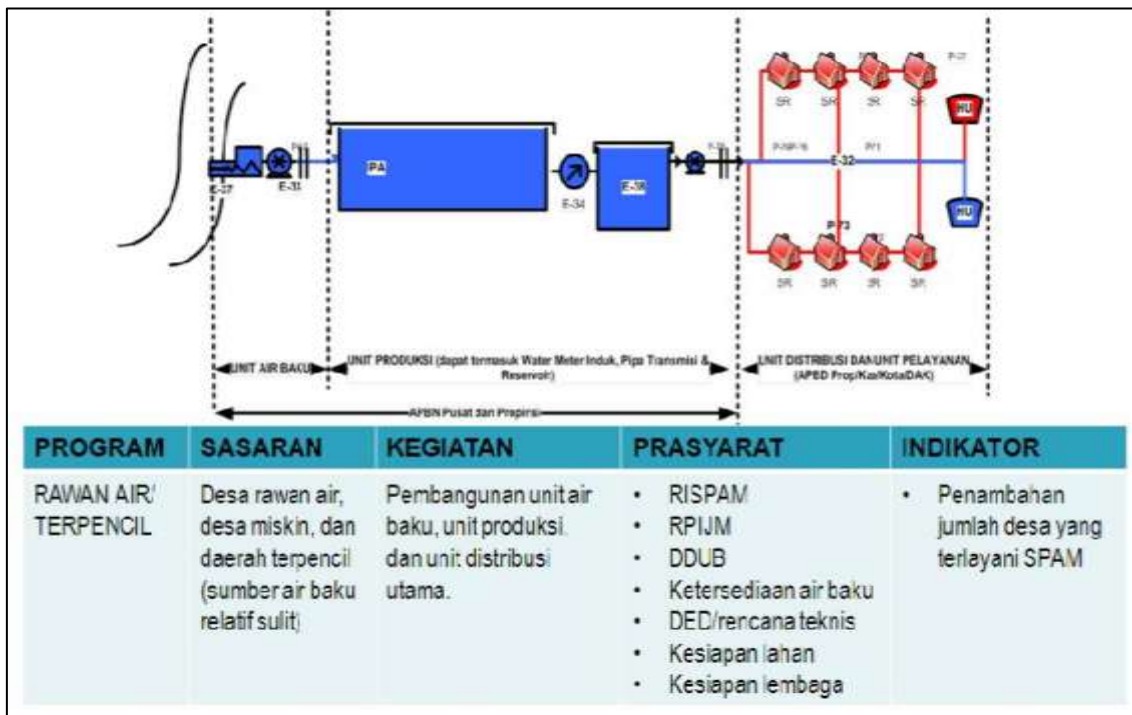 SR SR SR SR
HU
PA
E-37
E-34
E-38
E-32
HU
P-73
SR SR SR SR
UNIT AIR BAKU
UNIT PRODUKSI (dapat termasuk Water Meter Induk, Pipa Transmisi &
Reservoir)
UNIT DISTRIBUSI DAN UNIT PELAYANAN
(APBD Prop/Kab/Kota/DAK)
APBN Pusat dan Propinsi
PROGRAM SASARAN KEGIATAN PRASYARAT INDIKATOR
RAWAN AIR/
TERPENCIL
Desa rawan air,
desa miskin, dan
daerah terpencil
(sumber air baku
relatif sulit)
Pembangunan unit air
baku, unit produksi
dan unit distribusi
utama.
• RISPAM
• RPIJM
• DDUB
• Ketersediaan air baku
• DED/rencana teknis
• Kesiapan lahan
• Kesiapan lembaga
• Penambahan
jumlah desa yang
terlayani SPAM